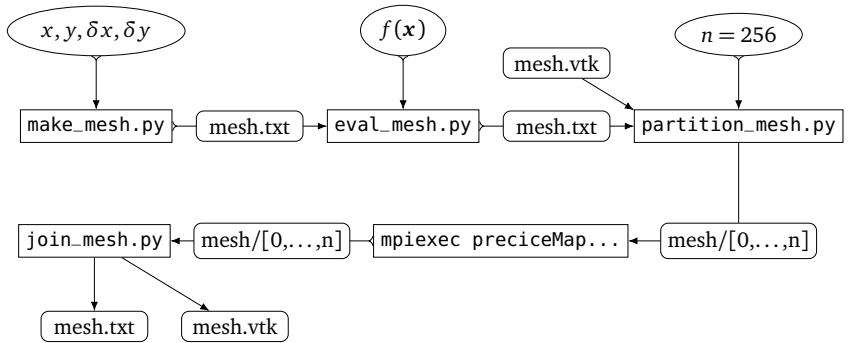 x, y, δx, δy
f(x)
n = 256
mesh.vtk
make_mesh.py
mesh.txt
eval_mesh.py
mesh.txt
partition_mesh.py
join_mesh.py
mesh/[0,...,n]
mpiexec preciceMap...
mesh/[0,...,n]
mesh.txt
mesh.vtk